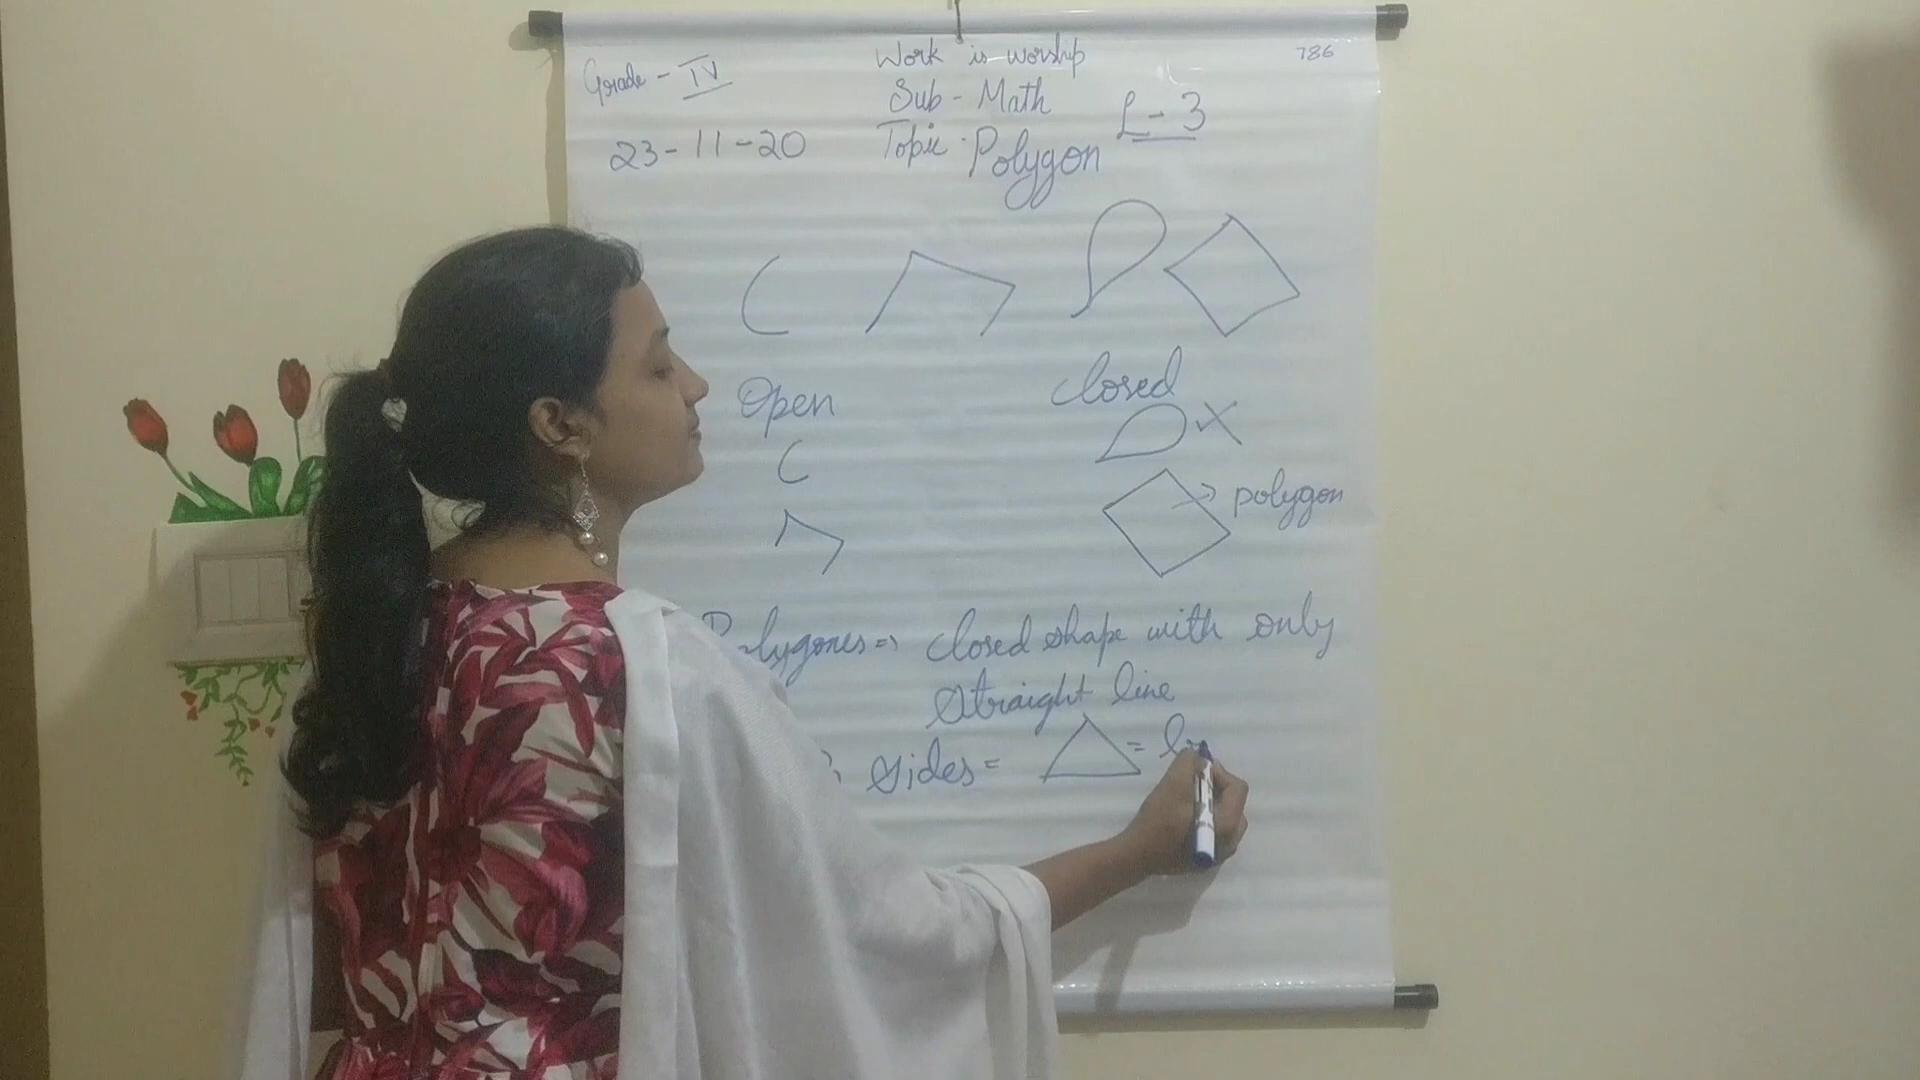 Work is worship
786
Grade - IV
Sub - Math
L - 3
23-11-20
Topic - Polygon
Open
Closed
polygon
Polygones => closed shape with only
straight line
sides =
=